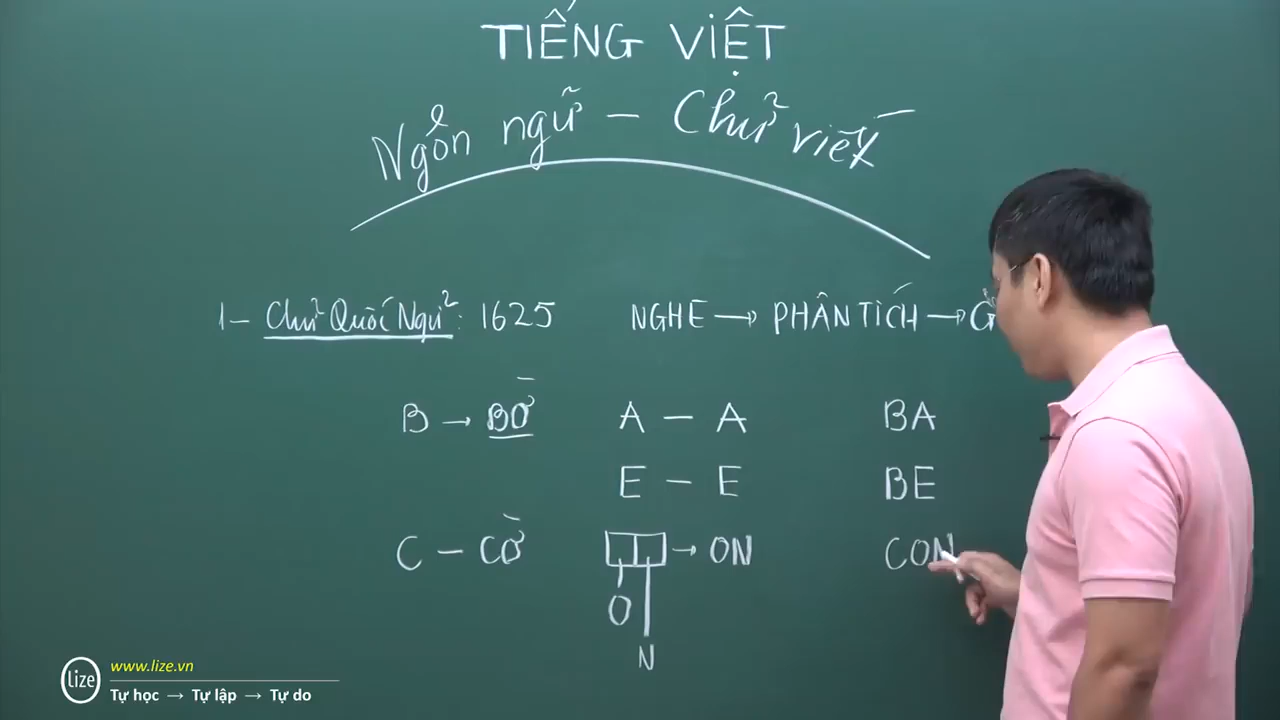 TIẾNG VIỆT
Ngôn ngữ – Chữ viết
1– Chữ Quốc Ngữ: 1625 NGHE → PHÂN TÍCH → G
B → BỜ A – A BA
E – E BE
C – CỜ → ON CON
O
N
lize www.lize.vn
Tự học → Tự lập → Tự do